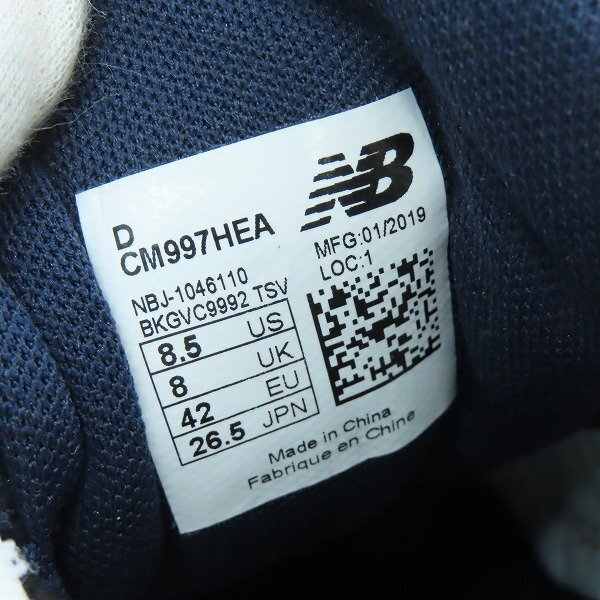 D
CM997HEA
NB
MFG:01/2019
LOC:1
NBJ-1046110
BKGVC9992 TSV
8.5 US
8 UK
42 EU
26.5 JPN
Made in China
Fabrique en Chine